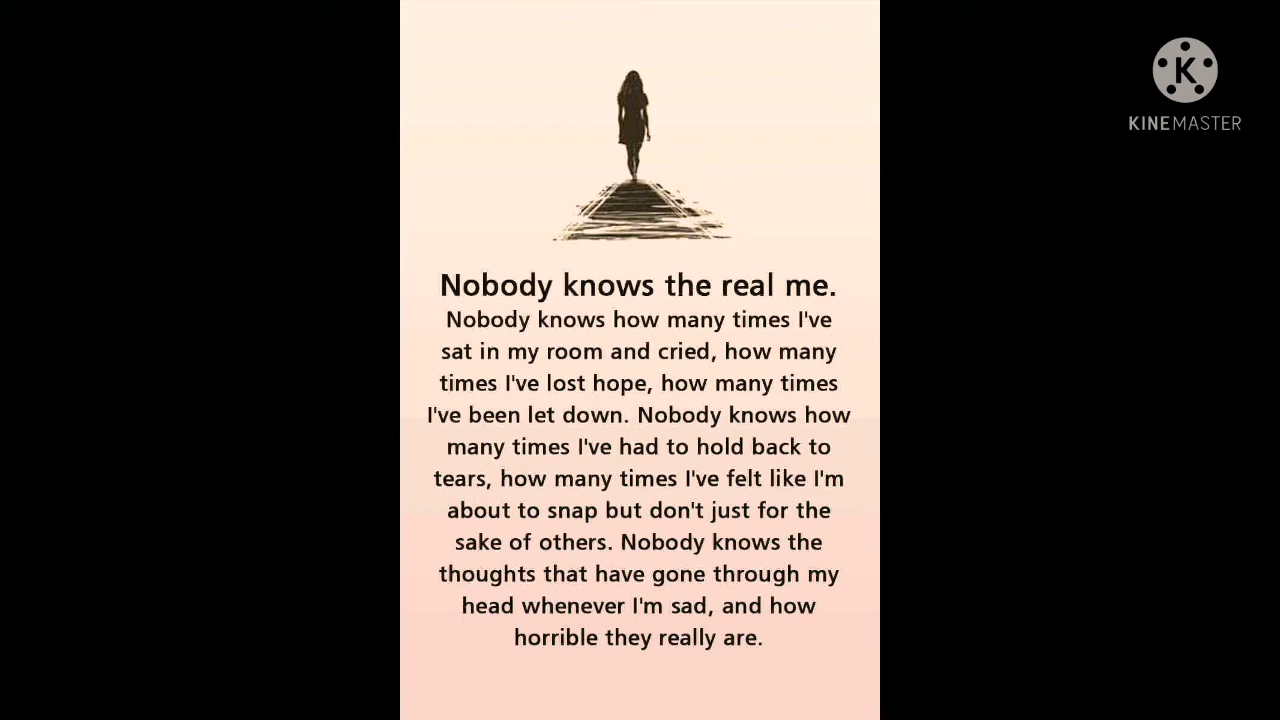 KINEMASTER
Nobody knows the real me.
Nobody knows how many times I've
sat in my room and cried, how many
times I've lost hope, how many times
I've been let down. Nobody knows how
many times I've had to hold back to
tears, how many times I've felt like I'm
about to snap but don't just for the
sake of others. Nobody knows the
thoughts that have gone through my
head whenever I'm sad, and how
horrible they really are.